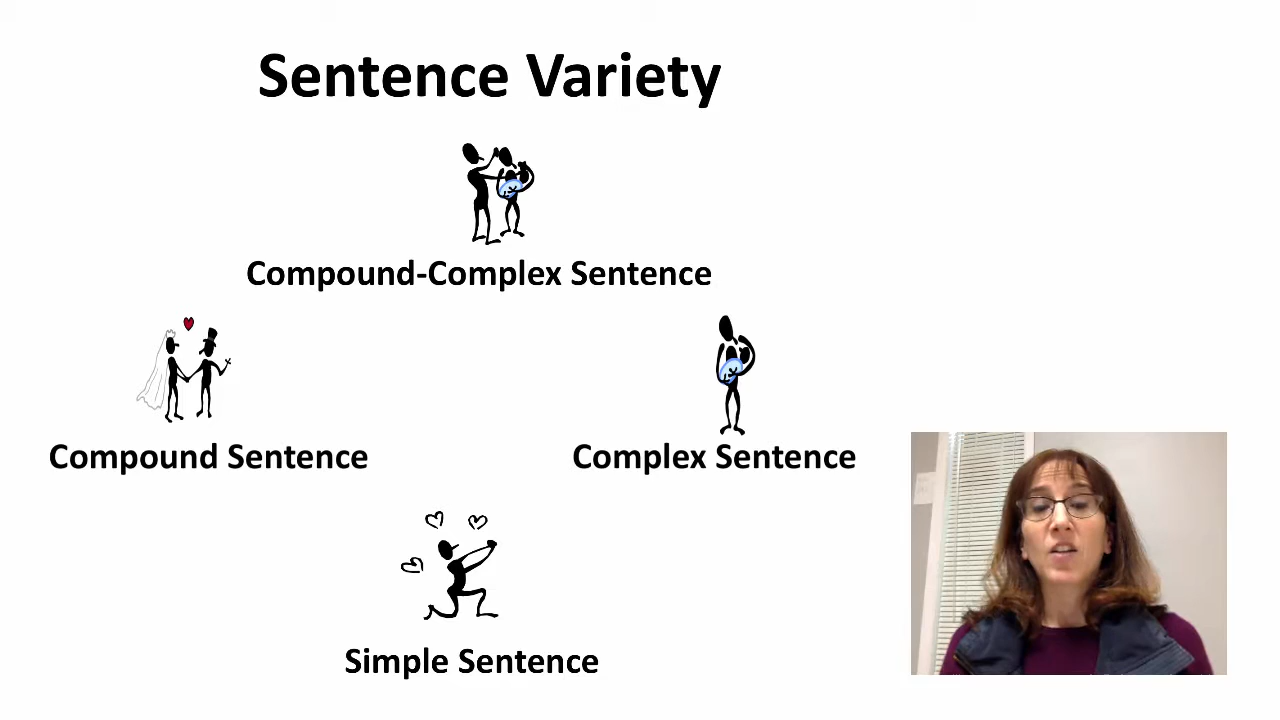 Sentence Variety
Compound-Complex Sentence
Compound Sentence
Complex Sentence
Simple Sentence